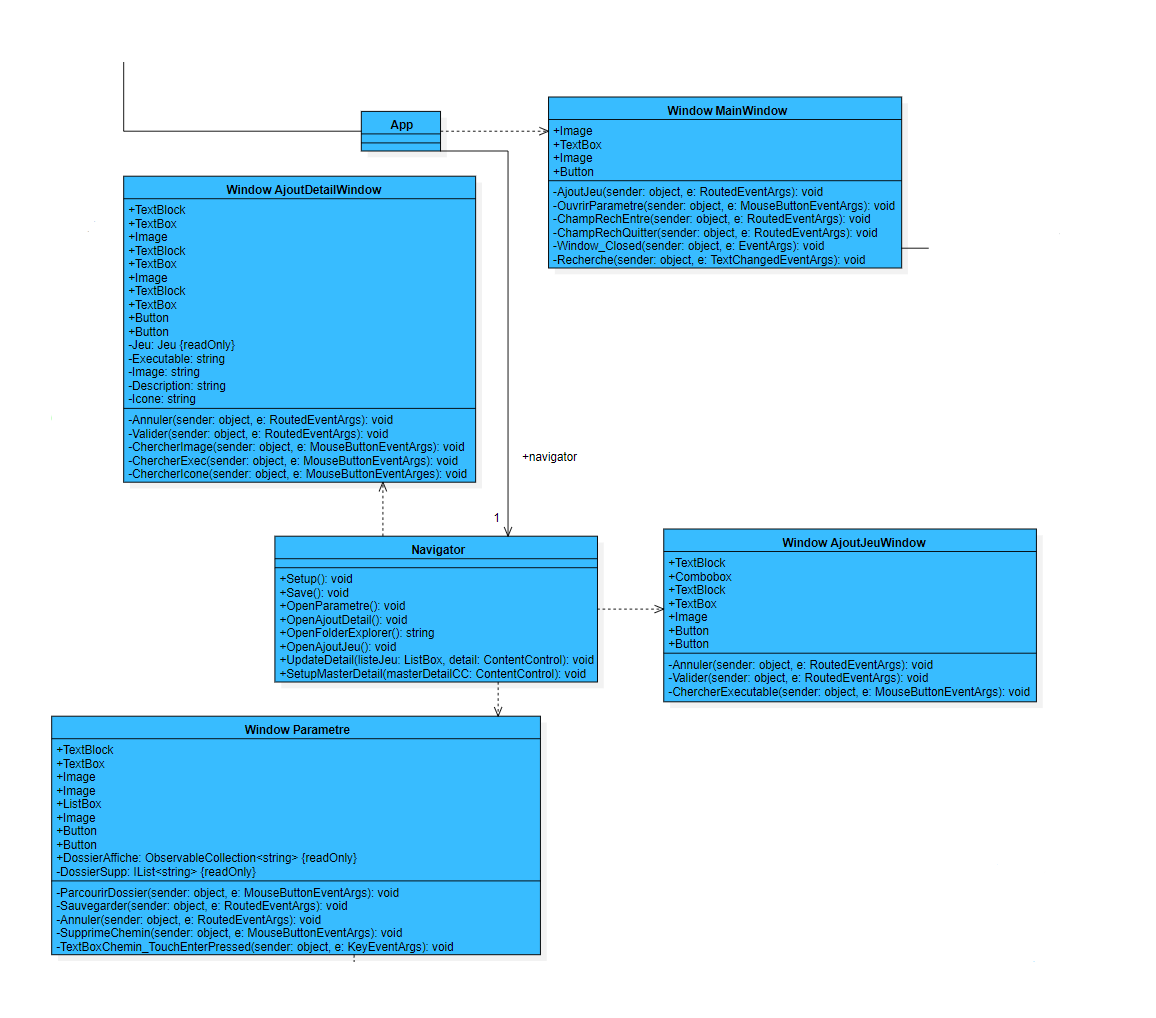 App
Window MainWindow
+Image
+TextBox
+Image
+Button
-AjoutJeu(sender: object, e: RoutedEventArgs): void
-OuvrirParametre(sender: object, e: MouseButtonEventArgs): void
-ChampRechEntre(sender: object, e: RoutedEventArgs): void
-ChampRechQuitter(sender: object, e: RoutedEventArgs): void
-Window_Closed(sender: object, e: EventArgs): void
-Recherche(sender: object, e: TextChangedEventArgs): void
Window AjoutDetailWindow
+TextBlock
+TextBox
+Image
+TextBlock
+TextBox
+Image
+TextBlock
+TextBox
+Button
+Button
-Jeu: Jeu {readOnly}
-Executable: string
-Image: string
-Description: string
-Icone: string
-Annuler(sender: object, e: RoutedEventArgs): void
-Valider(sender: object, e: RoutedEventArgs): void
-ChercherImage(sender: object, e: MouseButtonEventArgs): void
-ChercherExec(sender: object, e: MouseButtonEventArgs): void
-ChercherIcone(sender: object, e: MouseButtonEventArges): void
+navigator
1
Navigator
+Setup(): void
+Save(): void
+OpenParametre(): void
+OpenAjoutDetail(): void
+OpenFolderExplorer(): string
+OpenAjoutJeu(): void
+UpdateDetail(listeJeu: ListBox, detail: ContentControl): void
+SetupMasterDetail(masterDetailCC: ContentControl): void
Window AjoutJeuWindow
+TextBlock
+Combobox
+TextBlock
+TextBox
+Image
+Button
+Button
-Annuler(sender: object, e: RoutedEventArgs): void
-Valider(sender: object, e: RoutedEventArgs): void
-ChercherExecutable(sender: object, e: MouseButtonEventArgs): void
Window Parametre
+TextBlock
+TextBox
+Image
+Image
+ListBox
+Image
+Button
+Button
+DossierAffiche: ObservableCollection<string> {readOnly}
-DossierSupp: IList<string> {readOnly}
-ParcourirDossier(sender: object, e: MouseButtonEventArgs): void
-Sauvegarder(sender: object, e: RoutedEventArgs): void
-Annuler(sender: object, e: RoutedEventArgs): void
-SupprimeChemin(sender: object, e: MouseButtonEventArgs): void
-TextBoxChemin_TouchEnterPressed(sender: object, e: KeyEventArgs): void